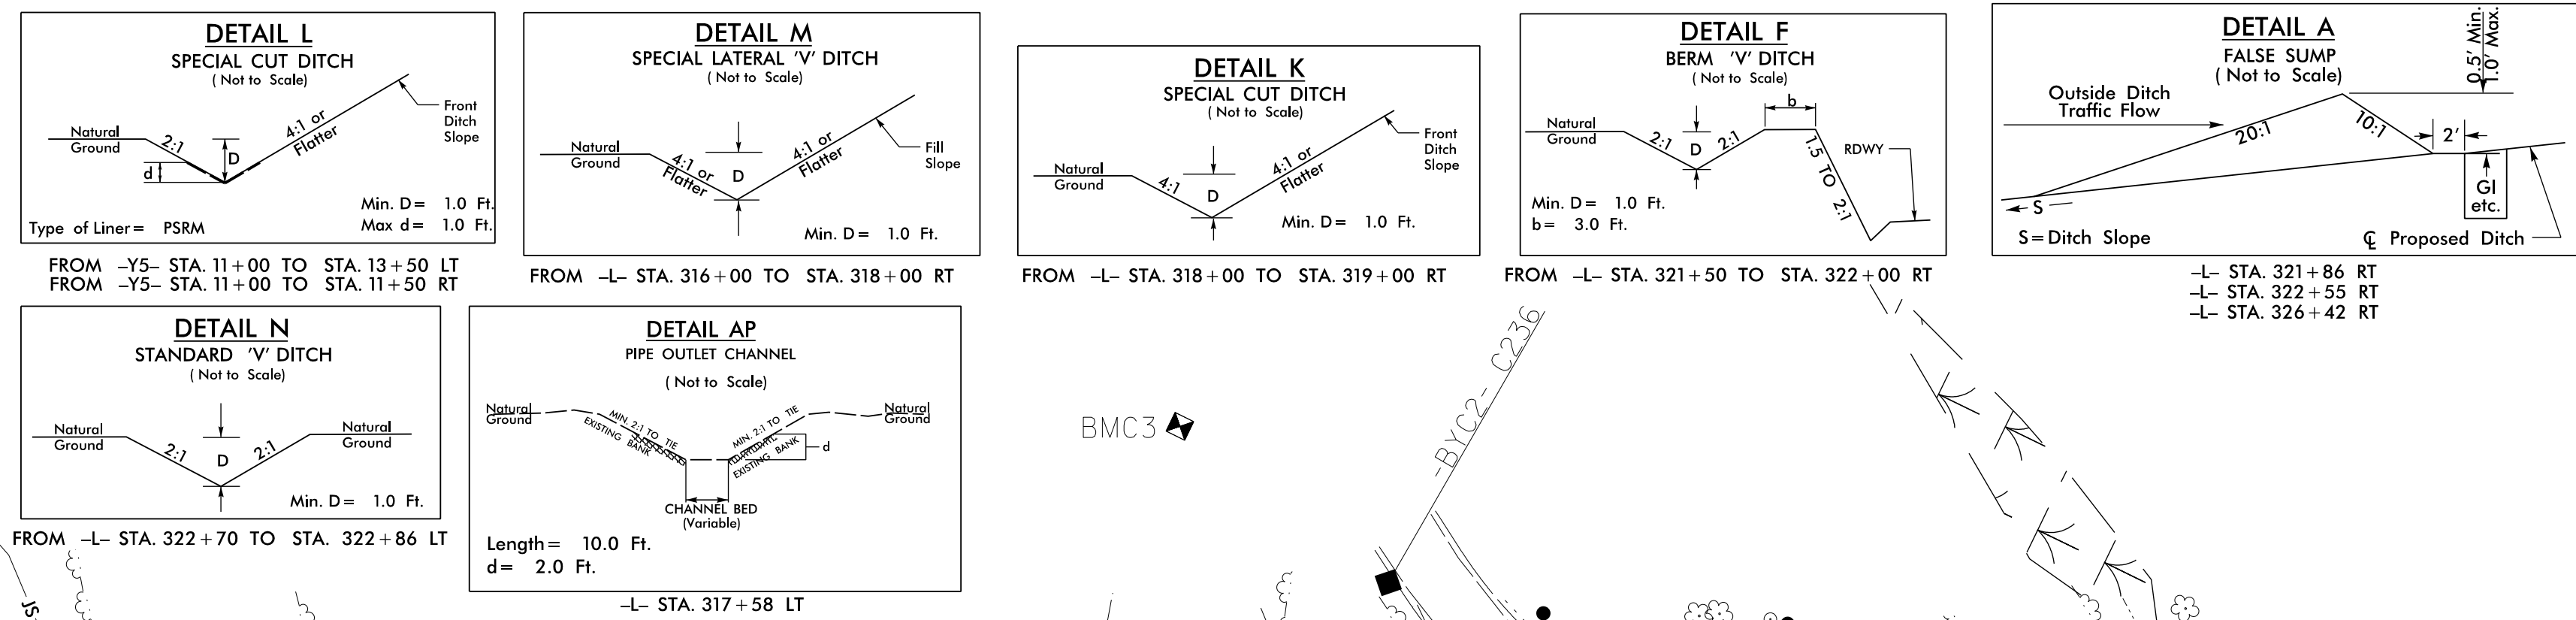 DETAIL L
SPECIAL CUT DITCH
( Not to Scale)
Natural
Ground
2:1
d
D
4:1 or
Flatter
Front
Ditch
Slope
Min. D= 1.0 Ft.
Max d= 1.0 Ft.
Type of Liner= PSRM
FROM -Y5- STA. 11+00 TO STA. 13+50 LT
FROM -Y5- STA. 11+00 TO STA. 11+50 RT
DETAIL M
SPECIAL LATERAL 'V' DITCH
( Not to Scale)
Natural
Ground
4:1 or
Flatter
D
4:1 or
Flatter
Fill
Slope
Min. D= 1.0 Ft.
FROM -L- STA. 316+00 TO STA. 318+00 RT
DETAIL K
SPECIAL CUT DITCH
( Not to Scale)
Natural
Ground
4:1
D
4:1 or
Flatter
Front
Ditch
Slope
Min. D= 1.0 Ft.
FROM -L- STA. 318+00 TO STA. 319+00 RT
DETAIL F
BERM 'V' DITCH
( Not to Scale)
b
Natural
Ground
2:1
D
2:1
1.5 TO 2:1
RDWY
Min. D= 1.0 Ft.
b= 3.0 Ft.
FROM -L- STA. 321+50 TO STA. 322+00 RT
DETAIL A
FALSE SUMP
( Not to Scale)
0.5' Min.
1.0' Max.
Outside Ditch
Traffic Flow
20:1
10:1
2'
GI
etc.
S
S=Ditch Slope
℄ Proposed Ditch
-L- STA. 321+86 RT
-L- STA. 322+55 RT
-L- STA. 326+42 RT
DETAIL N
STANDARD 'V' DITCH
( Not to Scale)
Natural
Ground
2:1
D
2:1
Natural
Ground
Min. D= 1.0 Ft.
FROM -L- STA. 322+70 TO STA. 322+86 LT
DETAIL AP
PIPE OUTLET CHANNEL
( Not to Scale)
Natural
Ground
MIN. 2:1 TO TIE
EXISTING BANK
MIN. 2:1 TO TIE
EXISTING BANK
d
Natural
Ground
CHANNEL BED
(Variable)
Length= 10.0 Ft.
d= 2.0 Ft.
-L- STA. 317+58 LT
BMC3
-BYC2- C236
JS